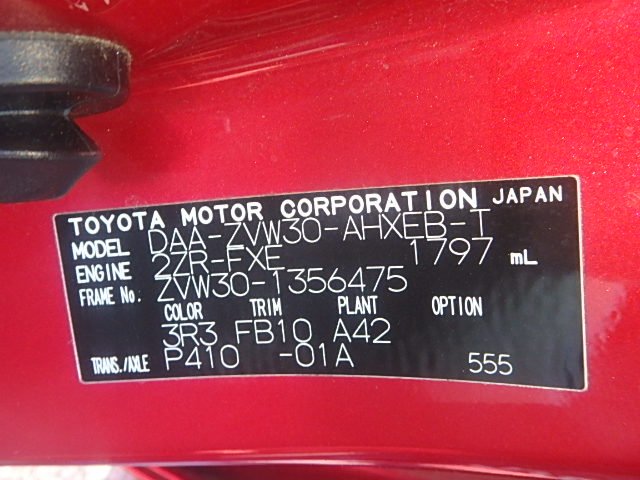 TOYOTA MOTOR CORPORATION JAPAN
MODEL DAA-ZVW30-AHXEB-T
ENGINE 2ZR-FXE 1797 mL
FRAME No. ZVW30-1356475
COLOR TRIM PLANT OPTION
3R3 FB10 A42
TRANS./AXLE P410 -01A 555